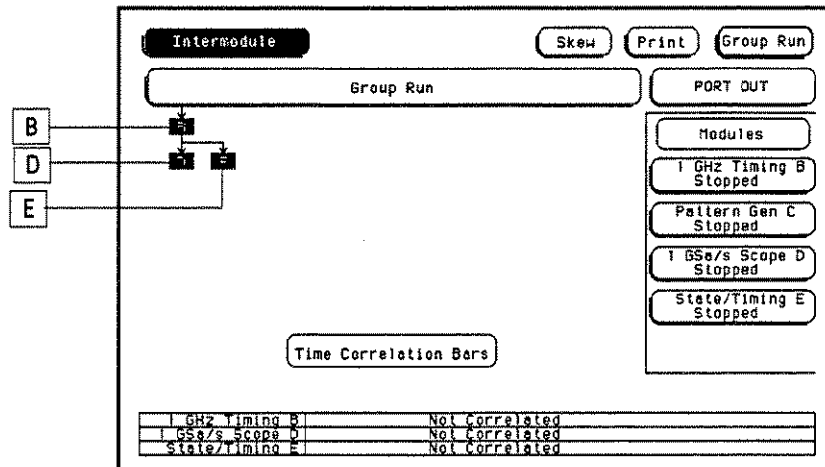 Intermodule Skew Print Group Run
Group Run PORT OUT
B
D
E
Modules
1 GHz Timing B
Stopped
Pattern Gen C
Stopped
1 GSa/s Scope D
Stopped
State/Timing E
Stopped
Time Correlation Bars
1 GHz Timing B Not Correlated
1 GSa/s Scope D Not Correlated
State/Timing E Not Correlated